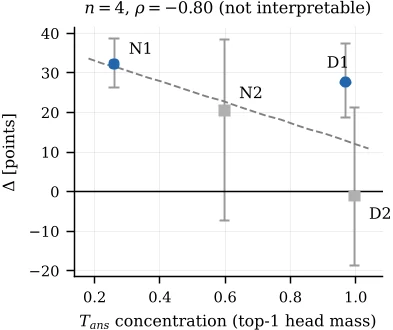 n = 4, ρ = −0.80 (not interpretable)
40
30
20
10
0
−10
−20
Δ [points]
N1
N2
D1
D2
0.2 0.4 0.6 0.8 1.0
T_ans concentration (top-1 head mass)